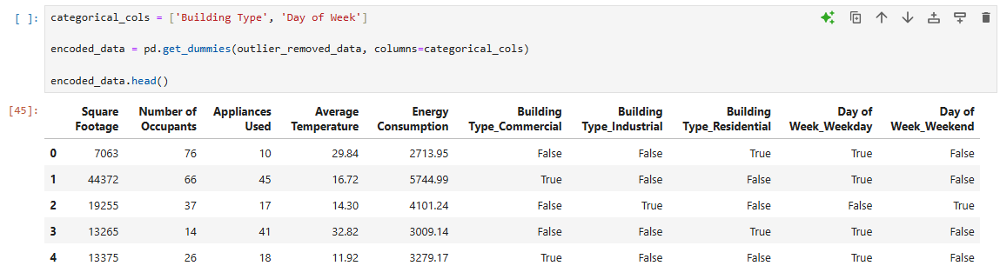 [ ]: categorical_cols = ['Building Type', 'Day of Week']
encoded_data = pd.get_dummies(outlier_removed_data, columns=categorical_cols)
encoded_data.head()
[45]: Square Footage Number of Occupants Appliances Used Average Temperature Energy Consumption Building Type_Commercial Building Type_Industrial Building Type_Residential Day of Week_Weekday Day of Week_Weekend
0 7063 76 10 29.84 2713.95 False False True True False
1 44372 66 45 16.72 5744.99 True False False True False
2 19255 37 17 14.30 4101.24 False True False False True
3 13265 14 41 32.82 3009.14 False False True True False
4 13375 26 18 11.92 3279.17 True False False True False